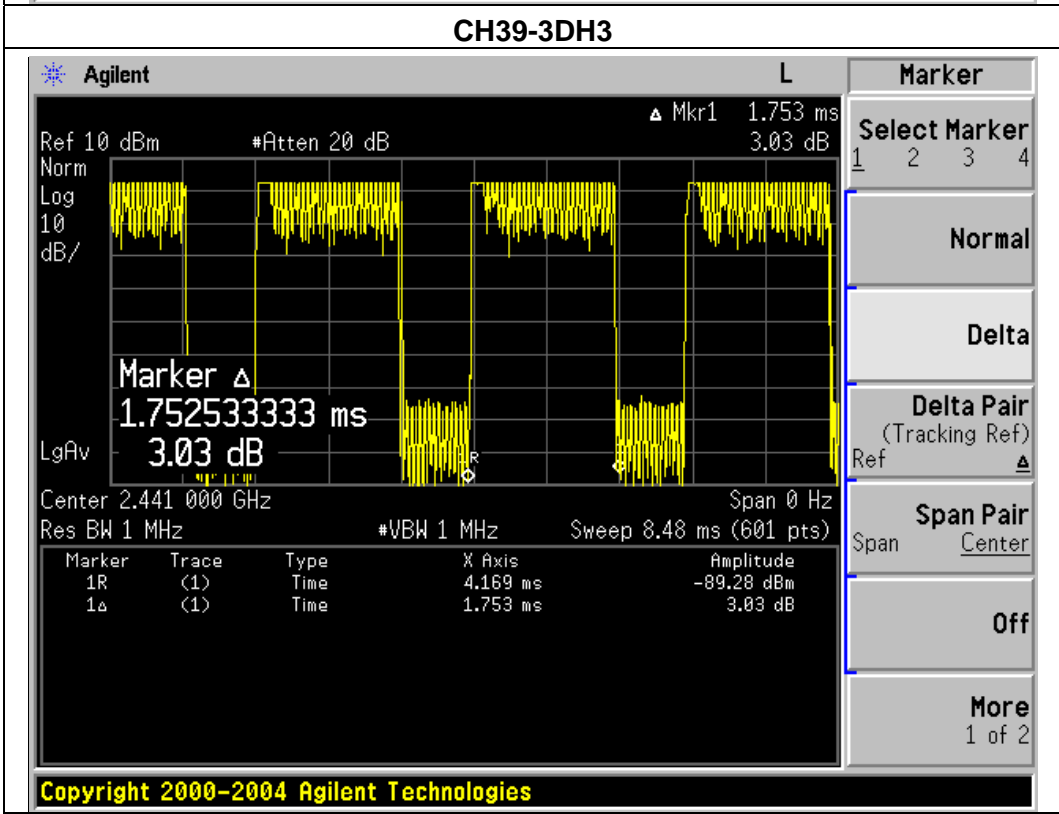 CH39-3DH3
Agilent L
Δ Mkr1 1.753 ms
Ref 10 dBm #Atten 20 dB 3.03 dB
Norm
Log
10
dB/
Marker Δ
1.752533333 ms
3.03 dB
LgAv
R
Center 2.441 000 GHz Span 0 Hz
Res BW 1 MHz #VBW 1 MHz Sweep 8.48 ms (601 pts)
Marker Trace Type X Axis Amplitude
1R (1) Time 4.169 ms -89.28 dBm
1Δ (1) Time 1.753 ms 3.03 dB
Marker
Select Marker
1 2 3 4
Normal
Delta
Delta Pair
(Tracking Ref)
Ref Δ
Span Pair
Span Center
Off
More
1 of 2
Copyright 2000-2004 Agilent Technologies